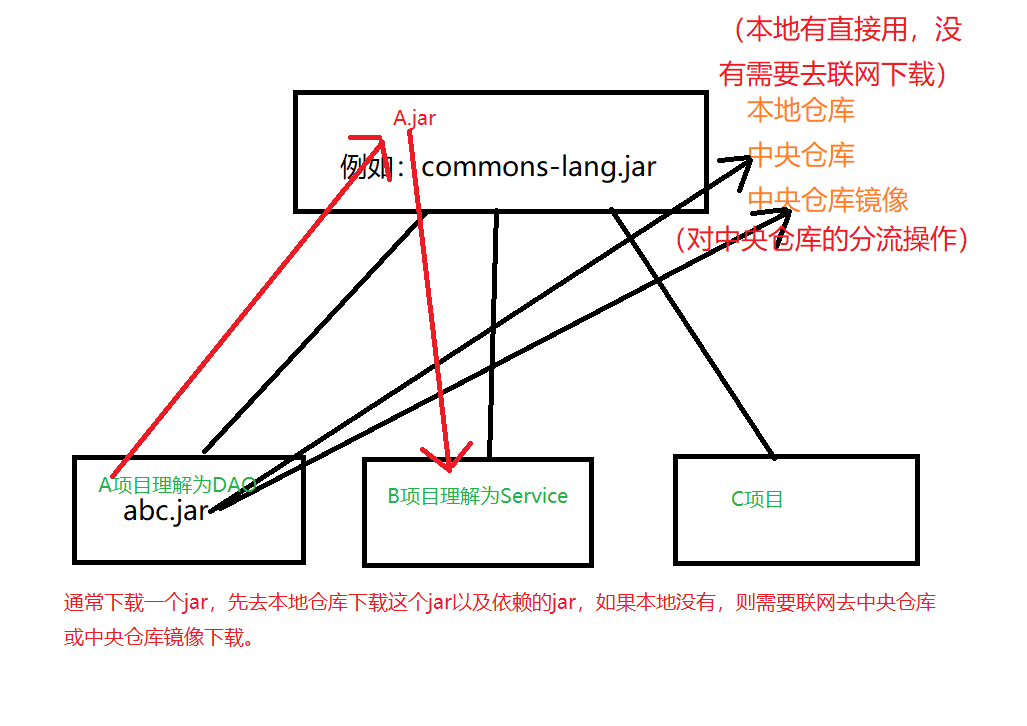 （本地有直接用，没
有需要去联网下载）
本地仓库
A.jar
中央仓库
例如：commons-lang.jar
中央仓库镜像
（对中央仓库的分流操作）
A项目理解为DAO
abc.jar
B项目理解为Service
C项目
通常下载一个jar，先去本地仓库下载这个jar以及依赖的jar，如果本地没有，则需要联网去中央仓库
或中央仓库镜像下载。